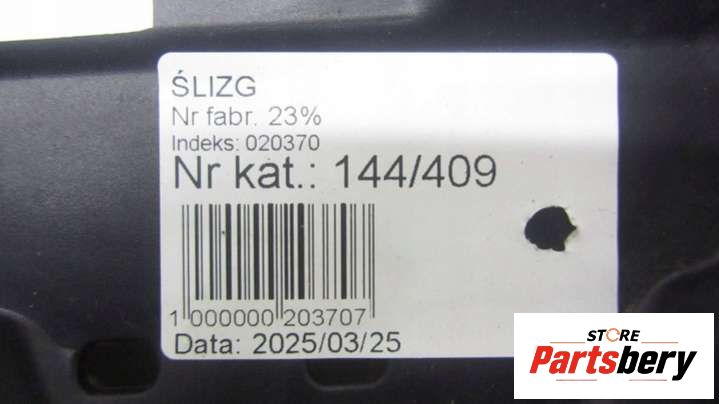 ŚLIZG
Nr fabr. 23%
Indeks: 020370
Nr kat.: 144/409
1 000000 203707
Data: 2025/03/25
STORE
Partsbery